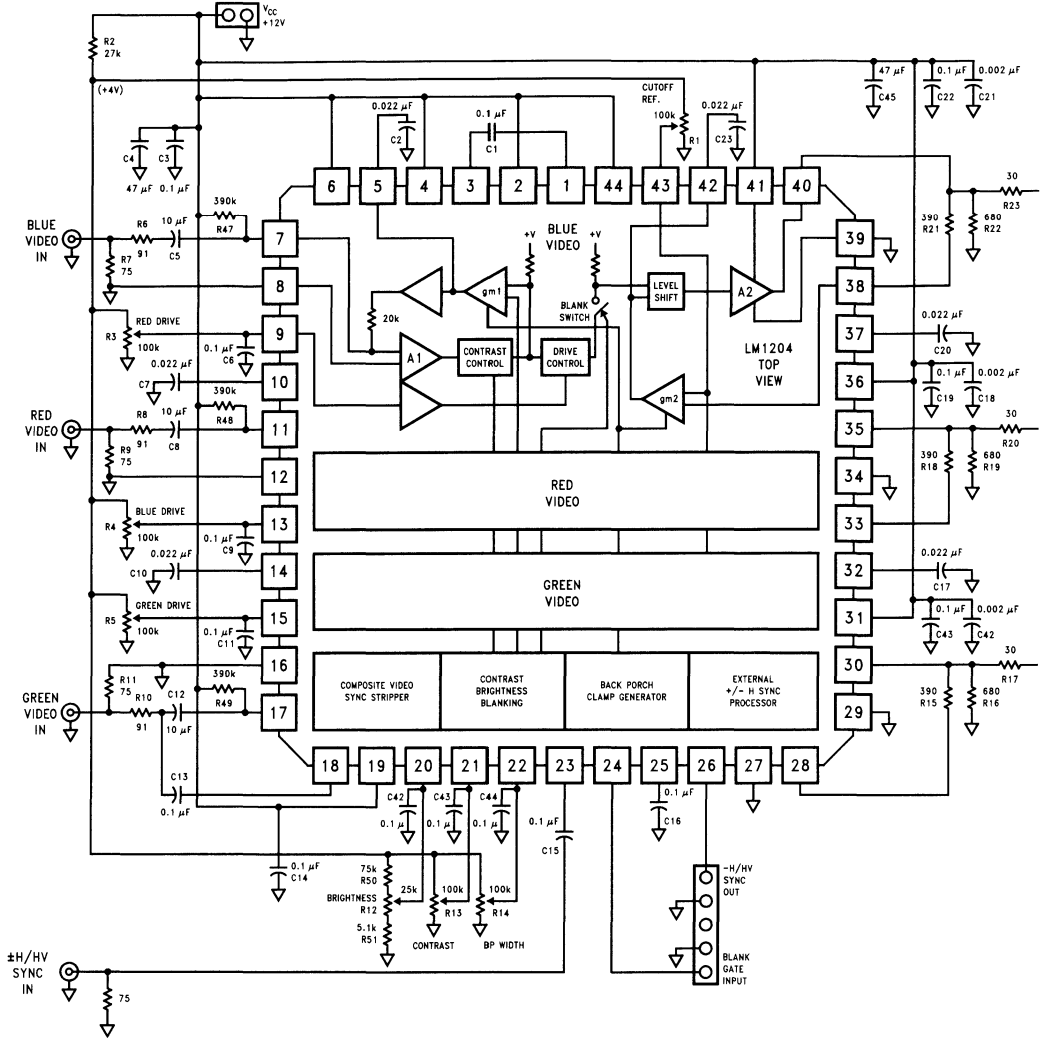 VCC
+12V
R2
27k
(+4V)
47 μF
C45
0.1 μF
C22
0.002 μF
C21
C4
47 μF
C3
0.1 μF
0.022 μF
C2
0.1 μF
C1
CUTOFF
REF.
100k
R1
0.022 μF
C23
6
5
4
3
2
1
44
43
42
41
40
30
R23
390
R21
680
R22
BLUE
VIDEO
IN
R6
91
10 μF
C5
390k
R47
R7
75
7
8
+V
BLUE
VIDEO
+V
gm1
20k
A1
CONTRAST
CONTROL
DRIVE
CONTROL
BLANK
SWITCH
LEVEL
SHIFT
A2
LM1204
TOP
VIEW
gm2
39
38
37
0.022 μF
C20
R3
100k
RED DRIVE
0.1 μF
C6
9
0.022 μF
C7
10
36
0.1 μF
C19
0.002 μF
C18
RED
VIDEO
IN
R8
91
10 μF
C8
390k
R48
R9
75
11
12
35
30
R20
390
R18
680
R19
34
RED
VIDEO
R4
100k
BLUE DRIVE
0.1 μF
C9
13
33
0.022 μF
C10
14
32
0.022 μF
C17
GREEN
VIDEO
R5
100k
GREEN DRIVE
0.1 μF
C11
15
31
0.1 μF
C43
0.002 μF
C42
16
30
30
R17
390
R15
680
R16
R11
75
GREEN
VIDEO
IN
R10
91
C12
10 μF
390k
R49
17
29
COMPOSITE VIDEO
SYNC STRIPPER
CONTRAST
BRIGHTNESS
BLANKING
BACK PORCH
CLAMP GENERATOR
EXTERNAL
+/- H SYNC
PROCESSOR
18
19
20
21
22
23
24
25
26
27
28
C13
0.1 μF
C42
0.1 μ
C43
0.1 μ
C44
0.1 μ
0.1 μF
C15
0.1 μF
C16
0.1 μF
C14
75k
R50
BRIGHTNESS
R12
25k
5.1k
R51
100k
R13
CONTRAST
100k
R14
BP WIDTH
-H/HV
SYNC
OUT
BLANK
GATE
INPUT
±H/HV
SYNC
IN
75